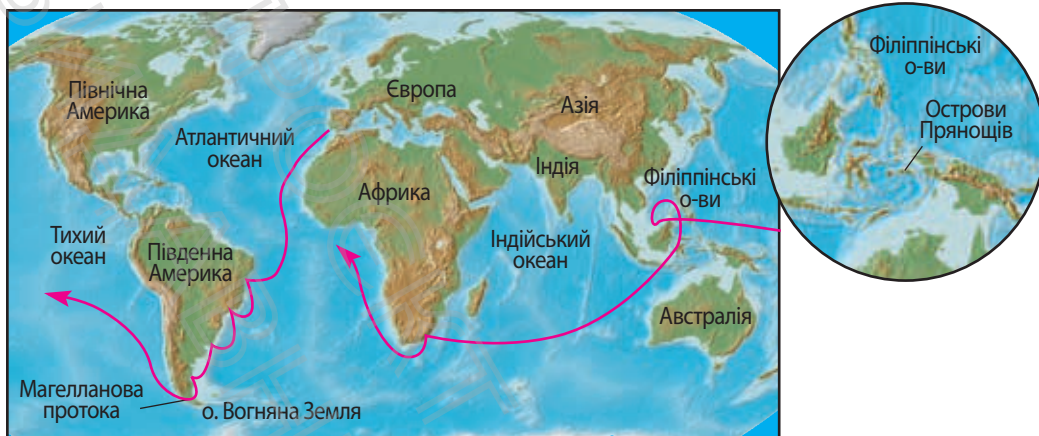 Північна
Америка
Атлантичний
океан
Європа
Азія
Індія
Африка
Філіппінські
о-ви
Тихий
океан
Південна
Америка
Індійський
океан
Австралія
Магелланова
протока
о. Вогняна Земля
Філіппінські
о-ви
Острови
Прянощів